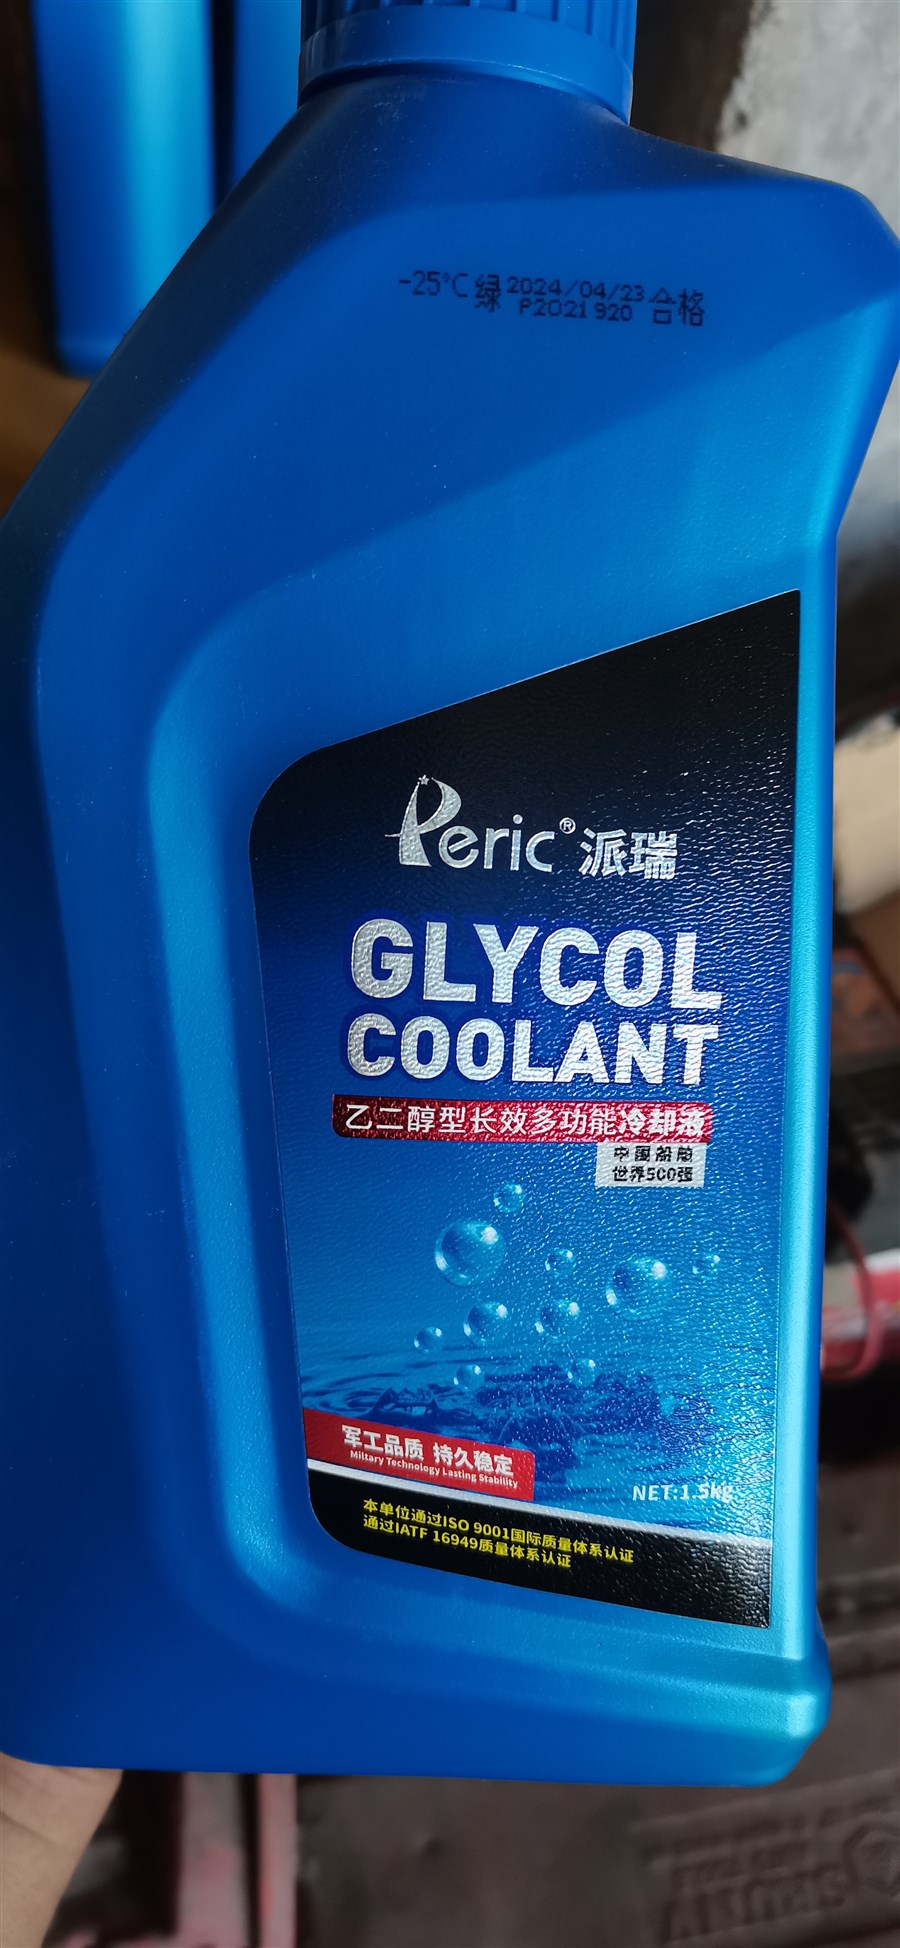 -25℃ 绿 2024/04/23 合格
P2021920
Peric® 派瑞
GLYCOL
COOLANT
乙二醇型长效多功能冷却液
中国船舶
世界500强
军工品质 持久稳定
Miltary Technology Lasting Stability
NET:1.5kg
本单位通过ISO 9001国际质量体系认证
通过IATF 16949质量体系认证